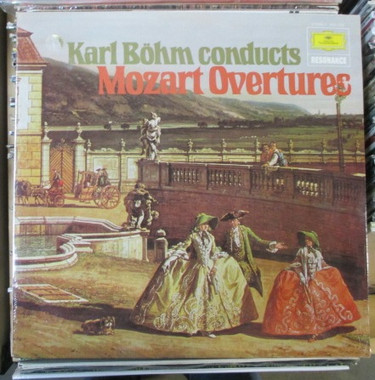 Karl Böhm conducts
Mozart Overtures
RESONANCE